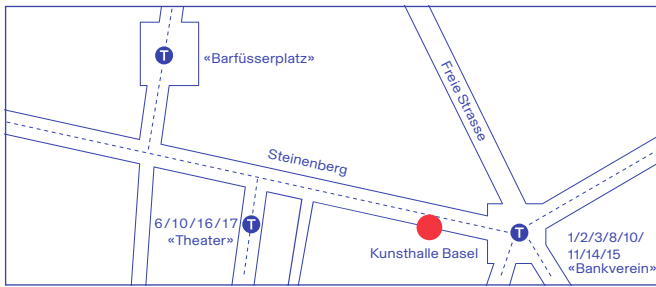 T
«Barfüsserplatz»
Freie Strasse
Steinenberg
6/10/16/17
«Theater»
T
Kunsthalle Basel
T
1/2/3/8/10/
11/14/15
«Bankverein»